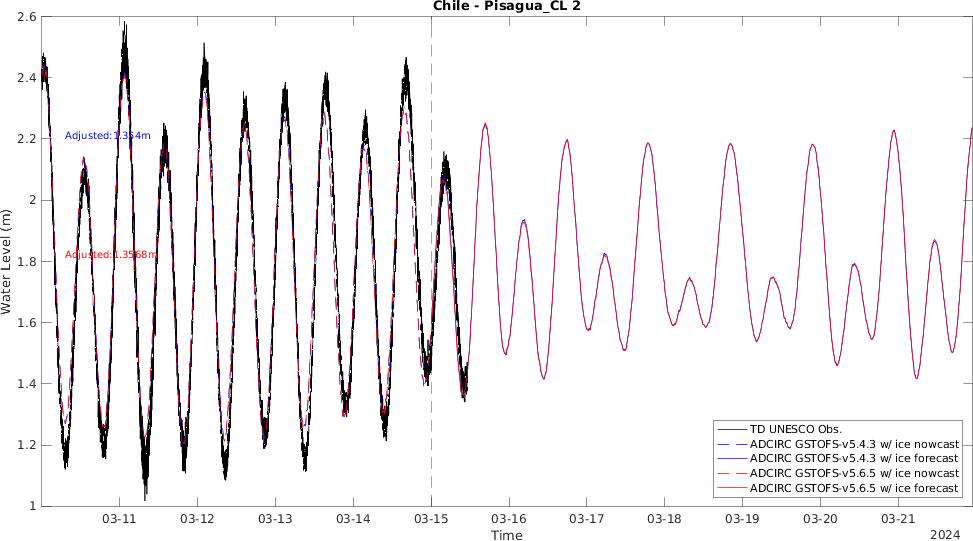 Chile - Pisagua_CL 2
2.6
2.4
2.2
2
1.8
1.6
1.4
1.2
1
Water Level (m)
Adjusted:1.354m
Adjusted:1.3568m
TD UNESCO Obs.
ADCIRC GSTOFS-v5.4.3 w/ ice nowcast
ADCIRC GSTOFS-v5.4.3 w/ ice forecast
ADCIRC GSTOFS-v5.6.5 w/ ice nowcast
ADCIRC GSTOFS-v5.6.5 w/ ice forecast
03-11 03-12 03-13 03-14 03-15 03-16 03-17 03-18 03-19 03-20 03-21
Time
2024